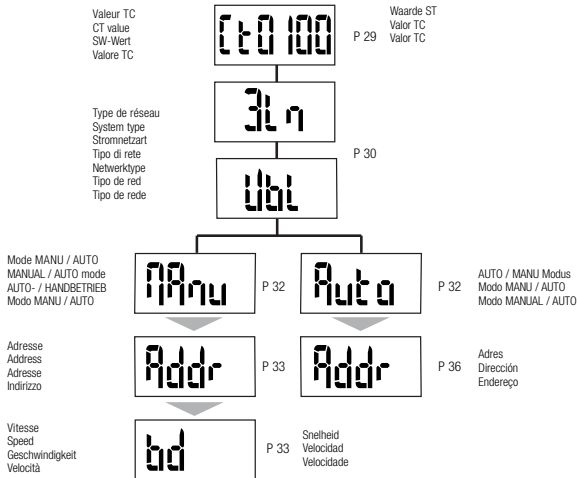 Valeur TC
CT value
SW-Wert
Valore TC
Ct0100
P 29
Waarde ST
Valor TC
Valor TC
Type de réseau
System type
Stromnetzart
Tipo di rete
Netwerktype
Tipo de red
Tipo de rede
3Ln
P 30
Ubl
Mode MANU / AUTO
MANUAL / AUTO mode
AUTO- / HANDBETRIEB
Modo MANU / AUTO
MAnu
P 32
Auto
P 32
AUTO / MANU Modus
Modo MANU / AUTO
Modo MANUAL / AUTO
Adresse
Address
Adresse
Indirizzo
Addr
P 33
Addr
P 36
Adres
Dirección
Endereço
Vitesse
Speed
Geschwindigkeit
Velocità
bd
P 33
Snelheid
Velocidad
Velocidade